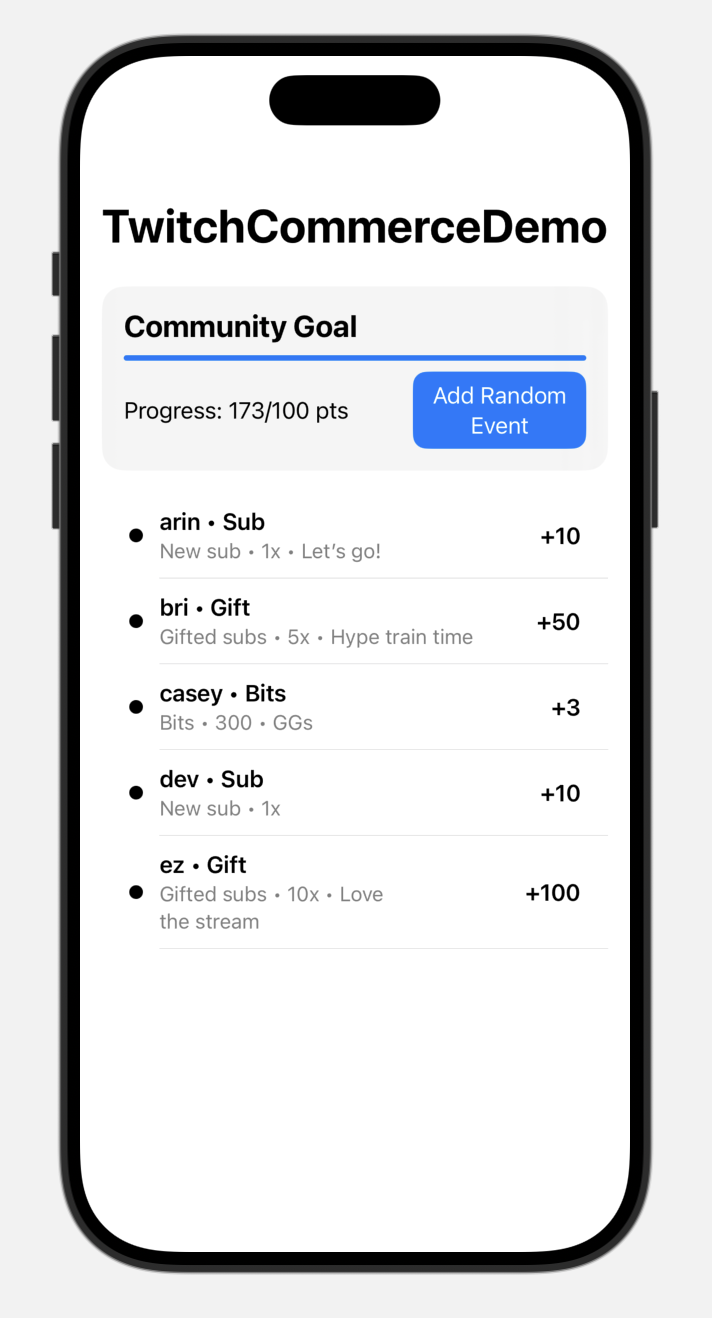 TwitchCommerceDemo
Community Goal
Progress: 173/100 pts
Add Random
Event
arin • Sub
New sub • 1x • Let’s go!
+10
bri • Gift
Gifted subs • 5x • Hype train time
+50
casey • Bits
Bits • 300 • GGs
+3
dev • Sub
New sub • 1x
+10
ez • Gift
Gifted subs • 10x • Love
the stream
+100